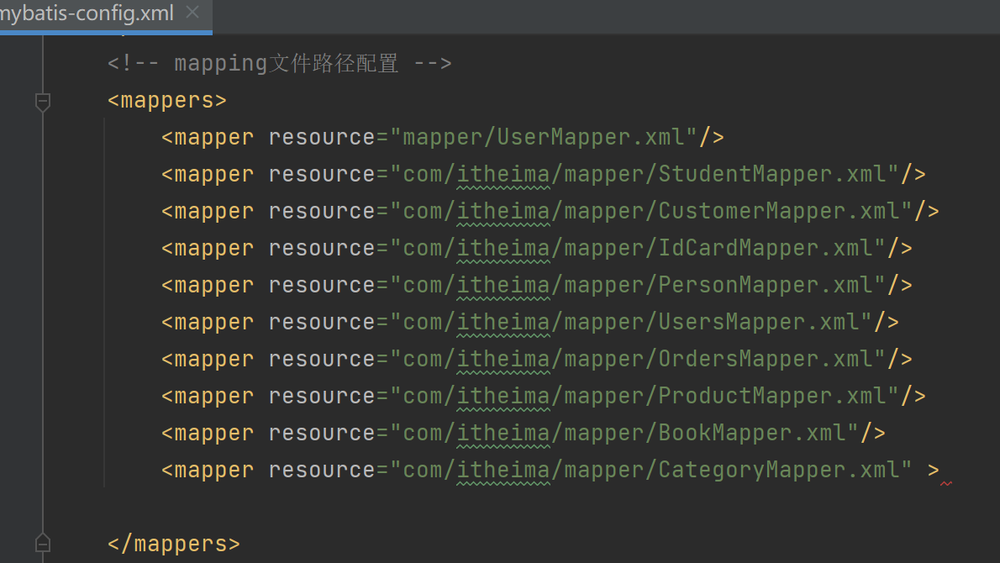 mybatis-config.xml
<!-- mapping文件路径配置 -->
<mappers>
<mapper resource="mapper/UserMapper.xml"/>
<mapper resource="com/itheima/mapper/StudentMapper.xml"/>
<mapper resource="com/itheima/mapper/CustomerMapper.xml"/>
<mapper resource="com/itheima/mapper/IdCardMapper.xml"/>
<mapper resource="com/itheima/mapper/PersonMapper.xml"/>
<mapper resource="com/itheima/mapper/UsersMapper.xml"/>
<mapper resource="com/itheima/mapper/OrdersMapper.xml"/>
<mapper resource="com/itheima/mapper/ProductMapper.xml"/>
<mapper resource="com/itheima/mapper/BookMapper.xml"/>
<mapper resource="com/itheima/mapper/CategoryMapper.xml" >
</mappers>